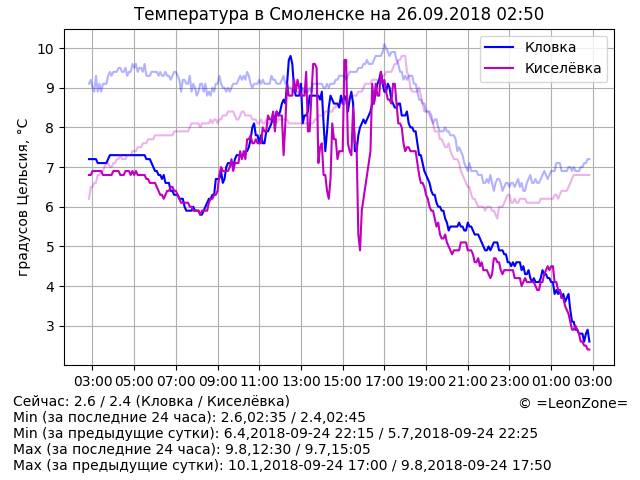 Температура в Смоленске на 26.09.2018 02:50
Кловка
Киселёвка
градусов Цельсия, °C
10
9
8
7
6
5
4
3
03:00 05:00 07:00 09:00 11:00 13:00 15:00 17:00 19:00 21:00 23:00 01:00 03:00
Сейчас: 2.6 / 2.4 (Кловка / Киселёвка)
© =LeonZone=
Min (за последние 24 часа): 2.6,02:35 / 2.4,02:45
Min (за предыдущие сутки): 6.4,2018-09-24 22:15 / 5.7,2018-09-24 22:25
Max (за последние 24 часа): 9.8,12:30 / 9.7,15:05
Max (за предыдущие сутки): 10.1,2018-09-24 17:00 / 9.8,2018-09-24 17:50